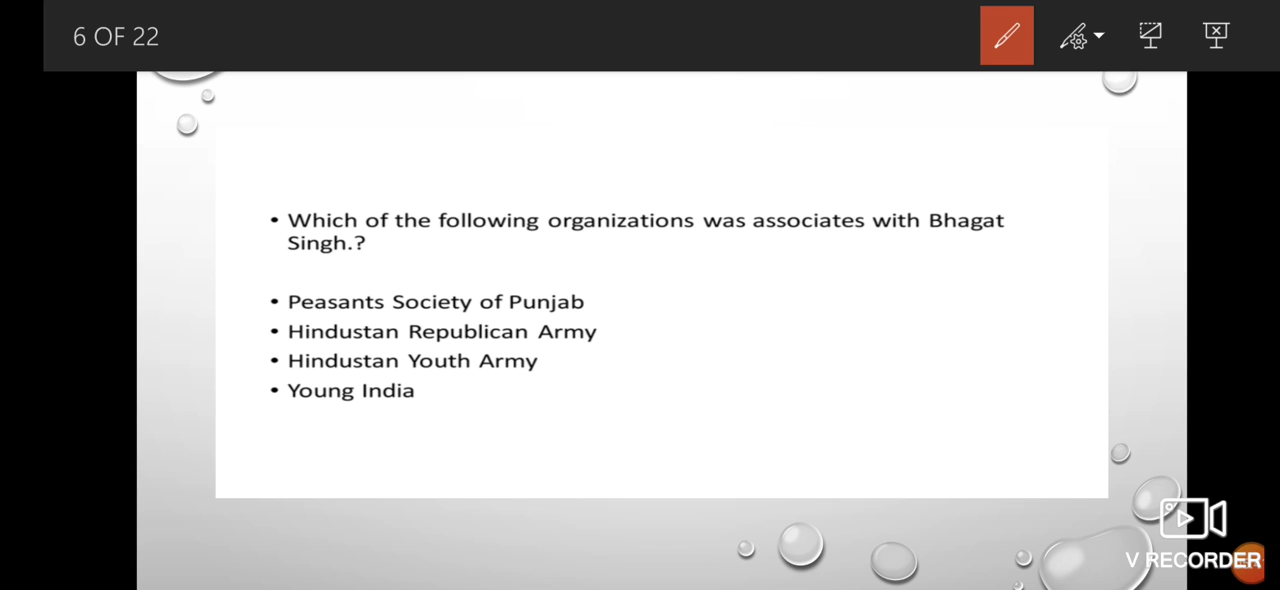 6 OF 22
• Which of the following organizations was associates with Bhagat
Singh.?
• Peasants Society of Punjab
• Hindustan Republican Army
• Hindustan Youth Army
• Young India
V RECORDER